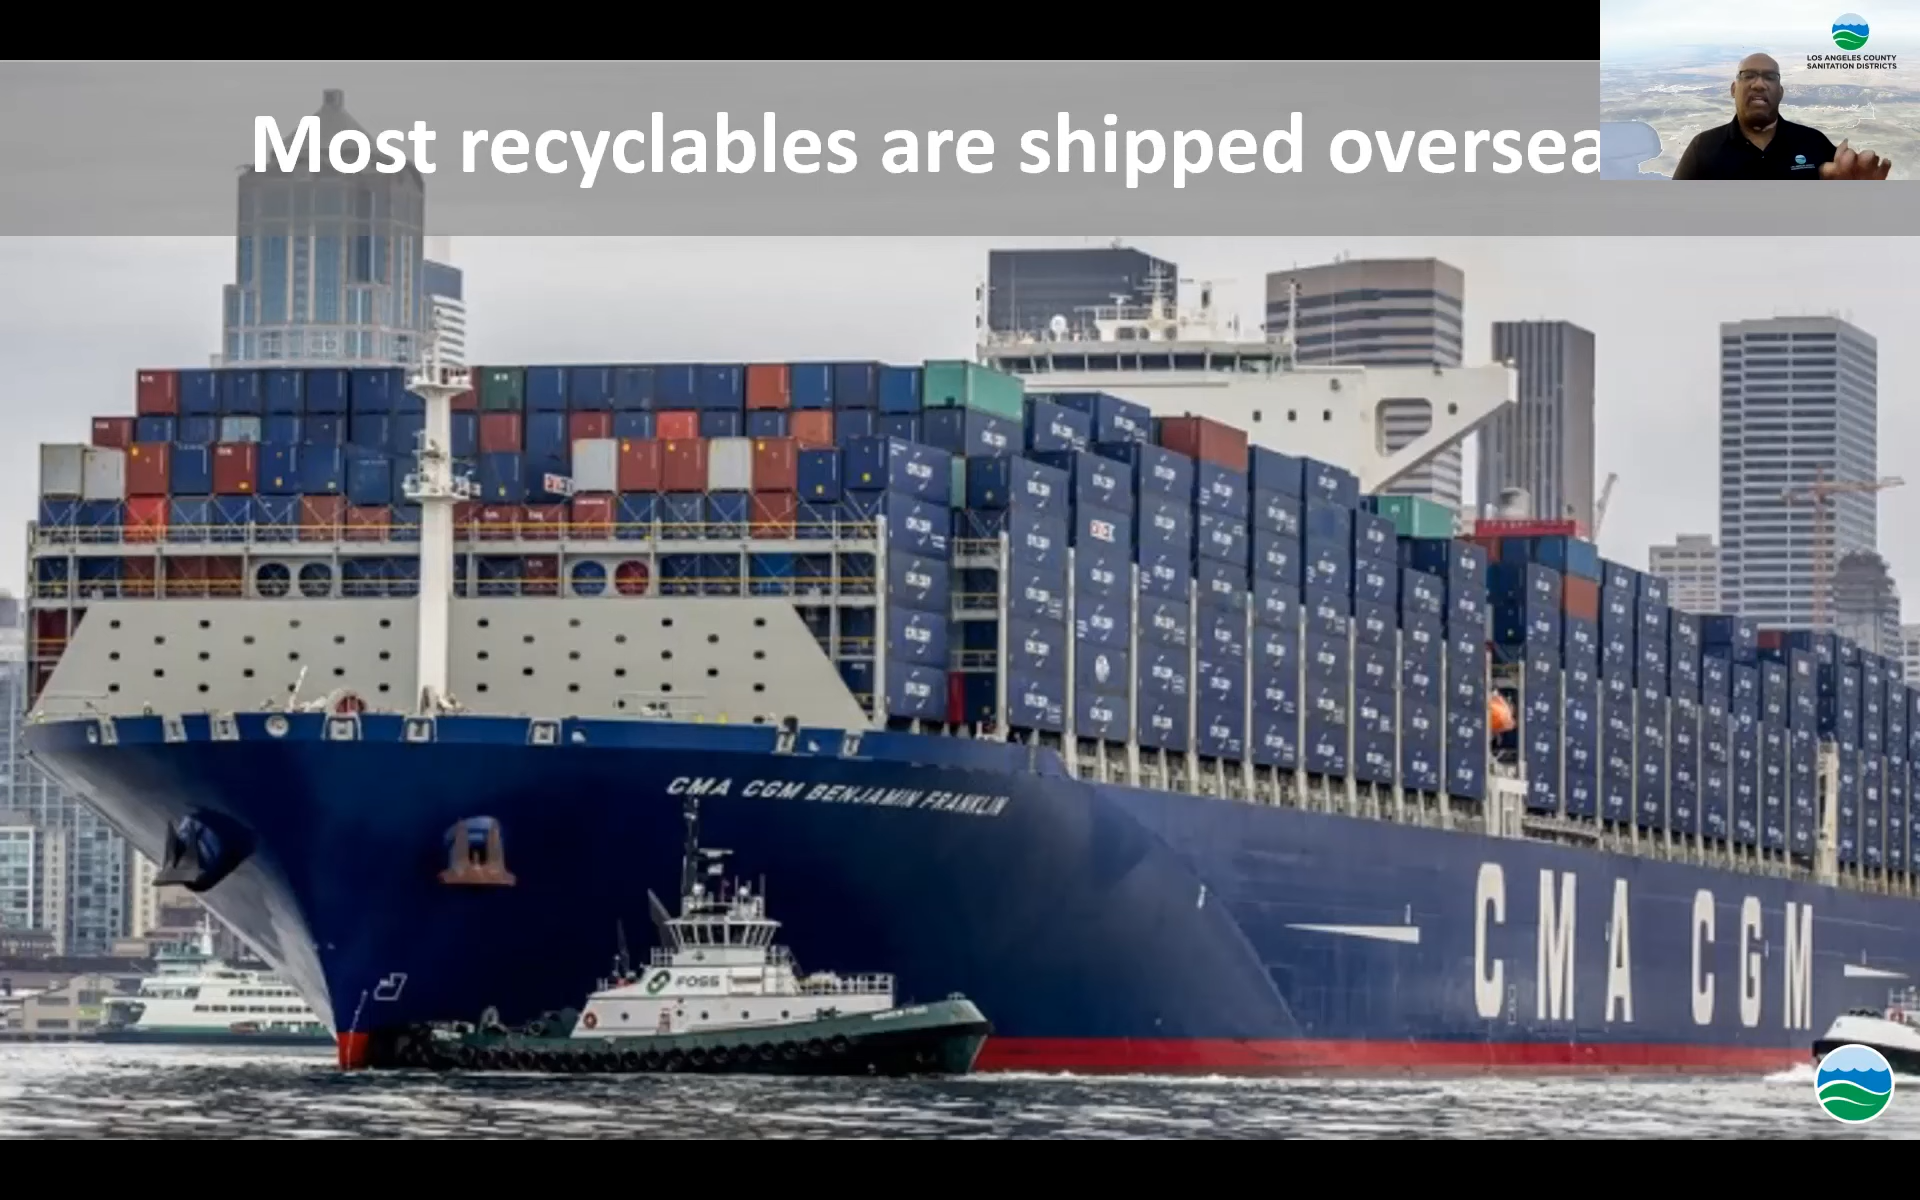 Most recyclables are shipped oversea
LOS ANGELES COUNTY
SANITATION DISTRICTS
CMA CGM BENJAMIN FRANKLIN
FOSS
CMA CGM